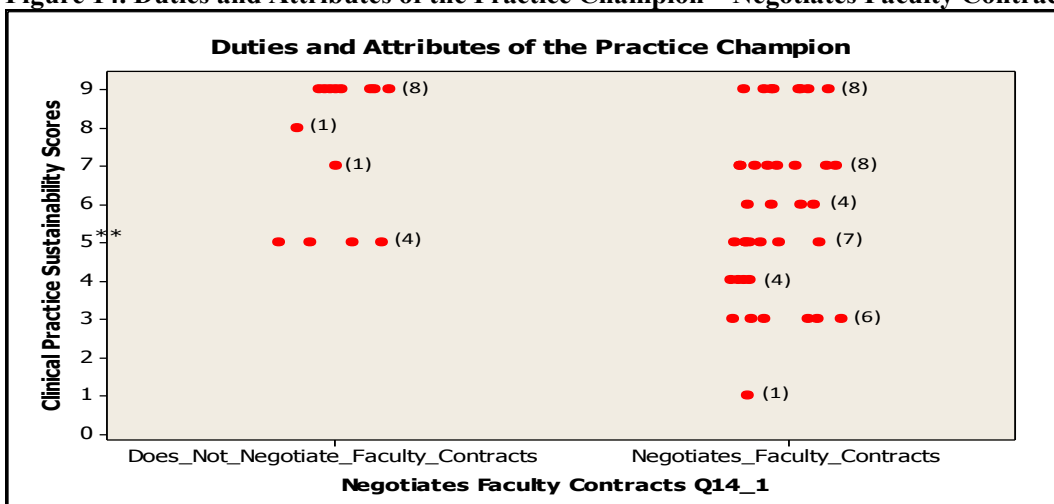 Duties and Attributes of the Practice Champion
Clinical Practice Sustainability Scores
9 (8) (8)
8 (1)
7 (1) (8)
6 (4)
5** (4) (7)
4 (4)
3 (6)
2
1 (1)
0
Does_Not_Negotiate_Faculty_Contracts Negotiates_Faculty_Contracts
Negotiates Faculty Contracts Q14_1